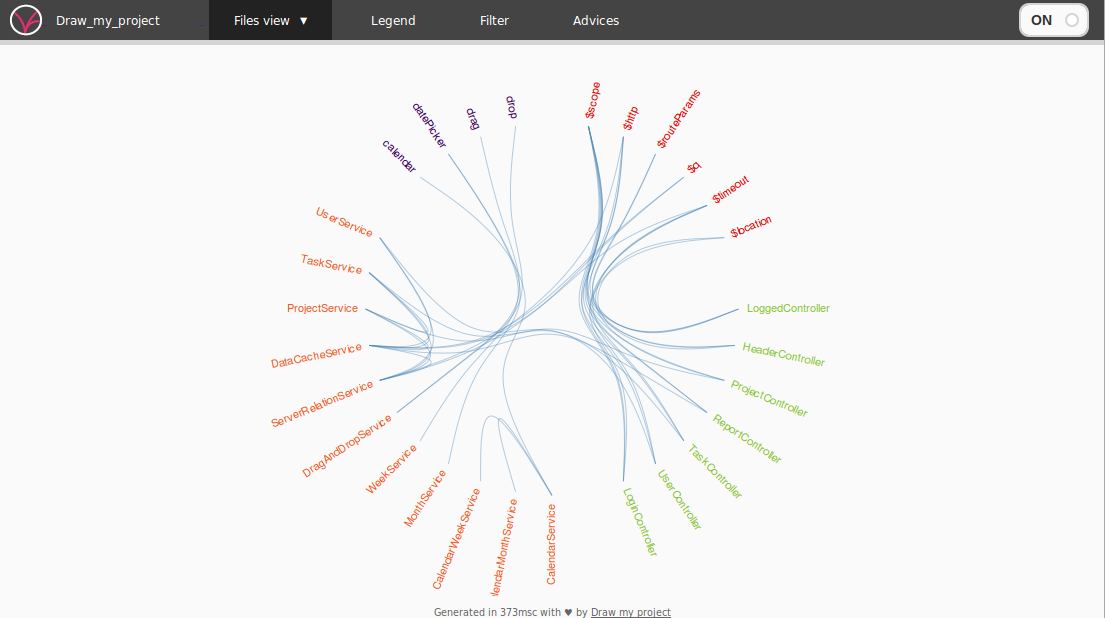 Draw_my_project
Files view ▼
Legend
Filter
Advices
ON
drop
drag
datePicker
calendar
$scope
$http
$routeParams
$q
$timeout
$location
UserService
TaskService
ProjectService
DataCacheService
ServerRelationService
DragAndDropService
WeekService
MonthService
CalendarWeekService
lendarMonthService
CalendarService
LoggedController
HeaderController
ProjectController
ReportController
TaskController
UserController
LoginController
Generated in 373msc with ♥ by Draw my project